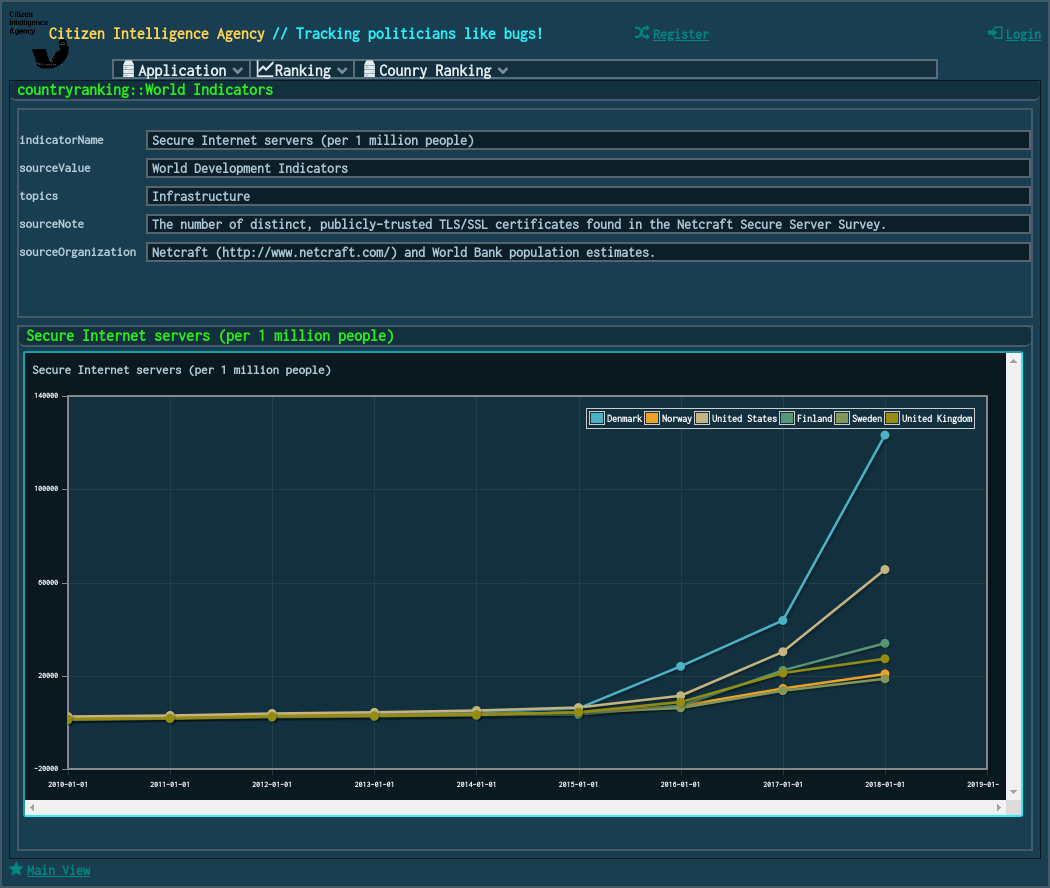 Citizen
Intelligence
Agency
Citizen Intelligence Agency // Tracking politicians like bugs!
Register
Login
Application
Ranking
Counry Ranking
countryranking::World Indicators
indicatorName Secure Internet servers (per 1 million people)
sourceValue World Development Indicators
topics Infrastructure
sourceNote The number of distinct, publicly-trusted TLS/SSL certificates found in the Netcraft Secure Server Survey.
sourceOrganization Netcraft (http://www.netcraft.com/) and World Bank population estimates.
Secure Internet servers (per 1 million people)
Secure Internet servers (per 1 million people)
140000
Denmark Norway United States Finland Sweden United Kingdom
100000
60000
20000
-20000
2010-01-01 2011-01-01 2012-01-01 2013-01-01 2014-01-01 2015-01-01 2016-01-01 2017-01-01 2018-01-01 2019-01-
Main View